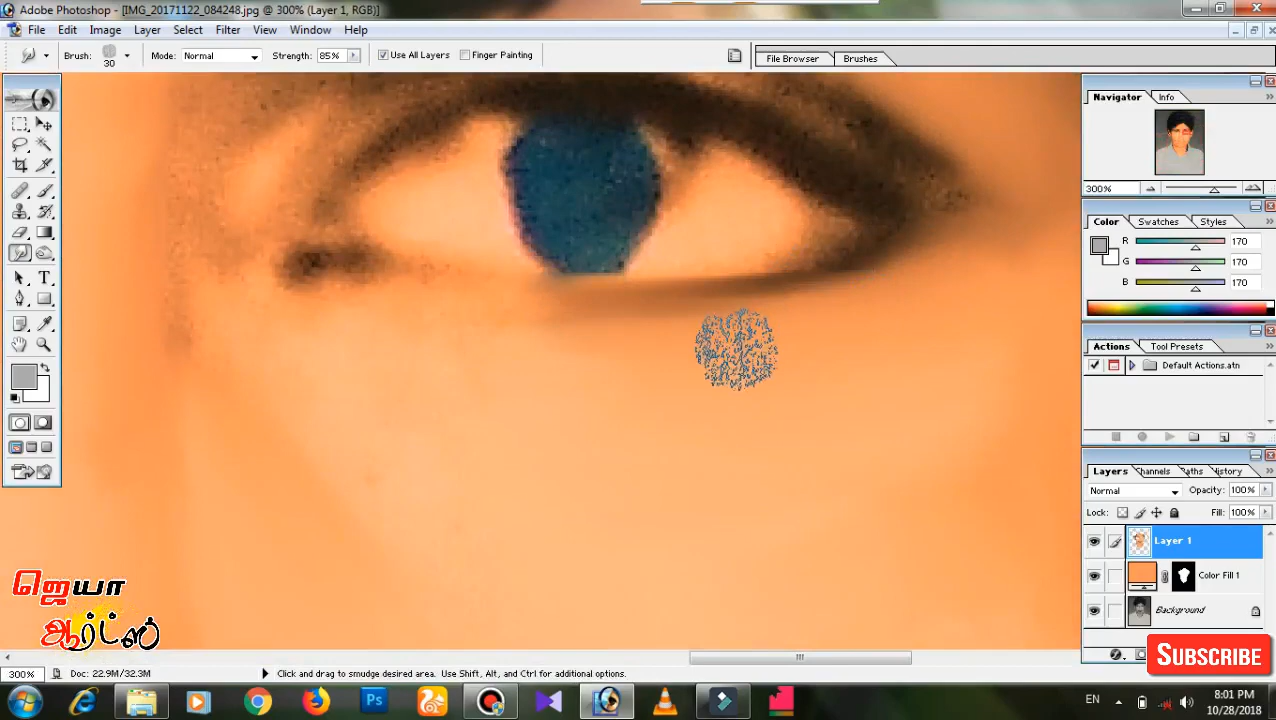 Adobe Photoshop - [IMG_20171122_084248.jpg @ 300% (Layer 1, RGB)]
File Edit Image Layer Select Filter View Window Help
Brush: 30 Mode: Normal Strength: 85% Use All Layers Finger Painting File Browser Brushes
Navigator Info
300%
Color Swatches Styles
R 170
G 170
B 170
Actions Tool Presets
Default Actions.atn
Layers Channels Paths History
Normal Opacity: 100%
Lock: Fill: 100%
Layer 1
Color Fill 1
Background
ஜெயா
ஆர்ட்ஸ்
SUBSCRIBE
300% Doc: 22.9M/32.3M Click and drag to smudge desired area. Use Shift, Alt, and Ctrl for additional options.
Ps EN 8:01 PM
10/28/2018